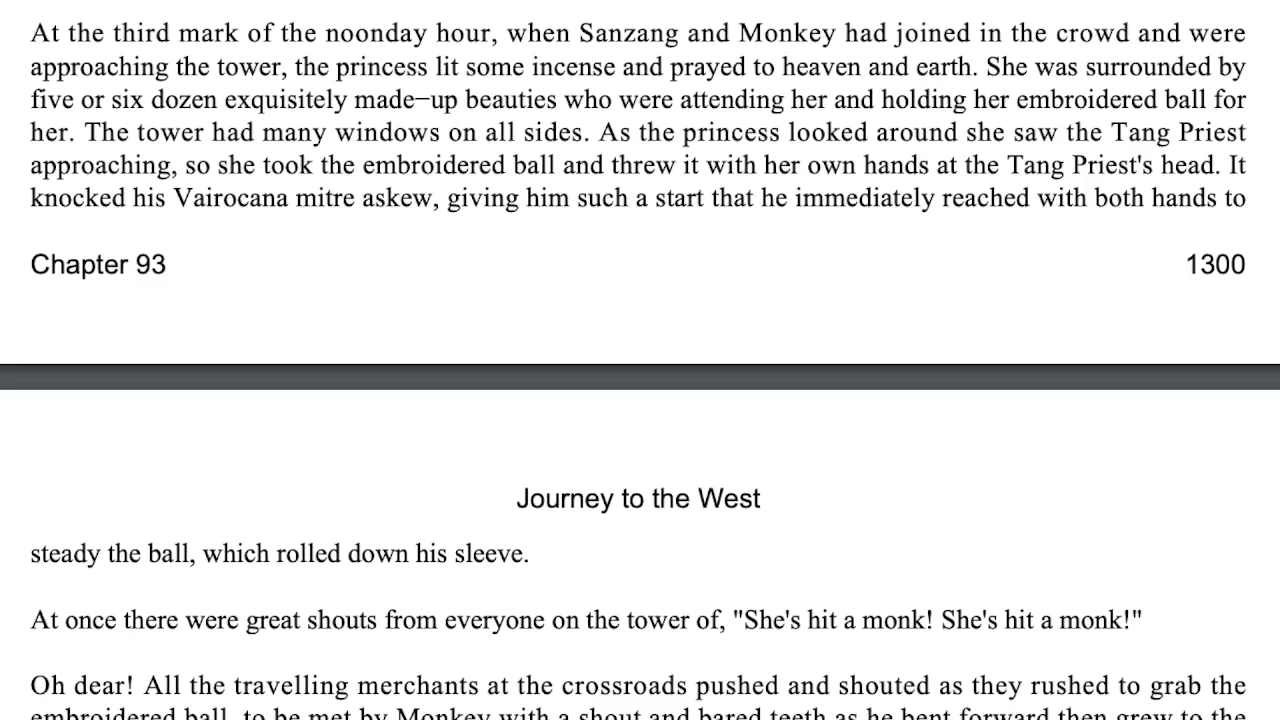 At the third mark of the noonday hour, when Sanzang and Monkey had joined in the crowd and were
approaching the tower, the princess lit some incense and prayed to heaven and earth. She was surrounded by
five or six dozen exquisitely made−up beauties who were attending her and holding her embroidered ball for
her. The tower had many windows on all sides. As the princess looked around she saw the Tang Priest
approaching, so she took the embroidered ball and threw it with her own hands at the Tang Priest's head. It
knocked his Vairocana mitre askew, giving him such a start that he immediately reached with both hands to
Chapter 93 1300
Journey to the West
steady the ball, which rolled down his sleeve.
At once there were great shouts from everyone on the tower of, "She's hit a monk! She's hit a monk!"
Oh dear! All the travelling merchants at the crossroads pushed and shouted as they rushed to grab the
embroidered ball, to be met by Monkey with a shout and bared teeth as he bent forward then grew to the